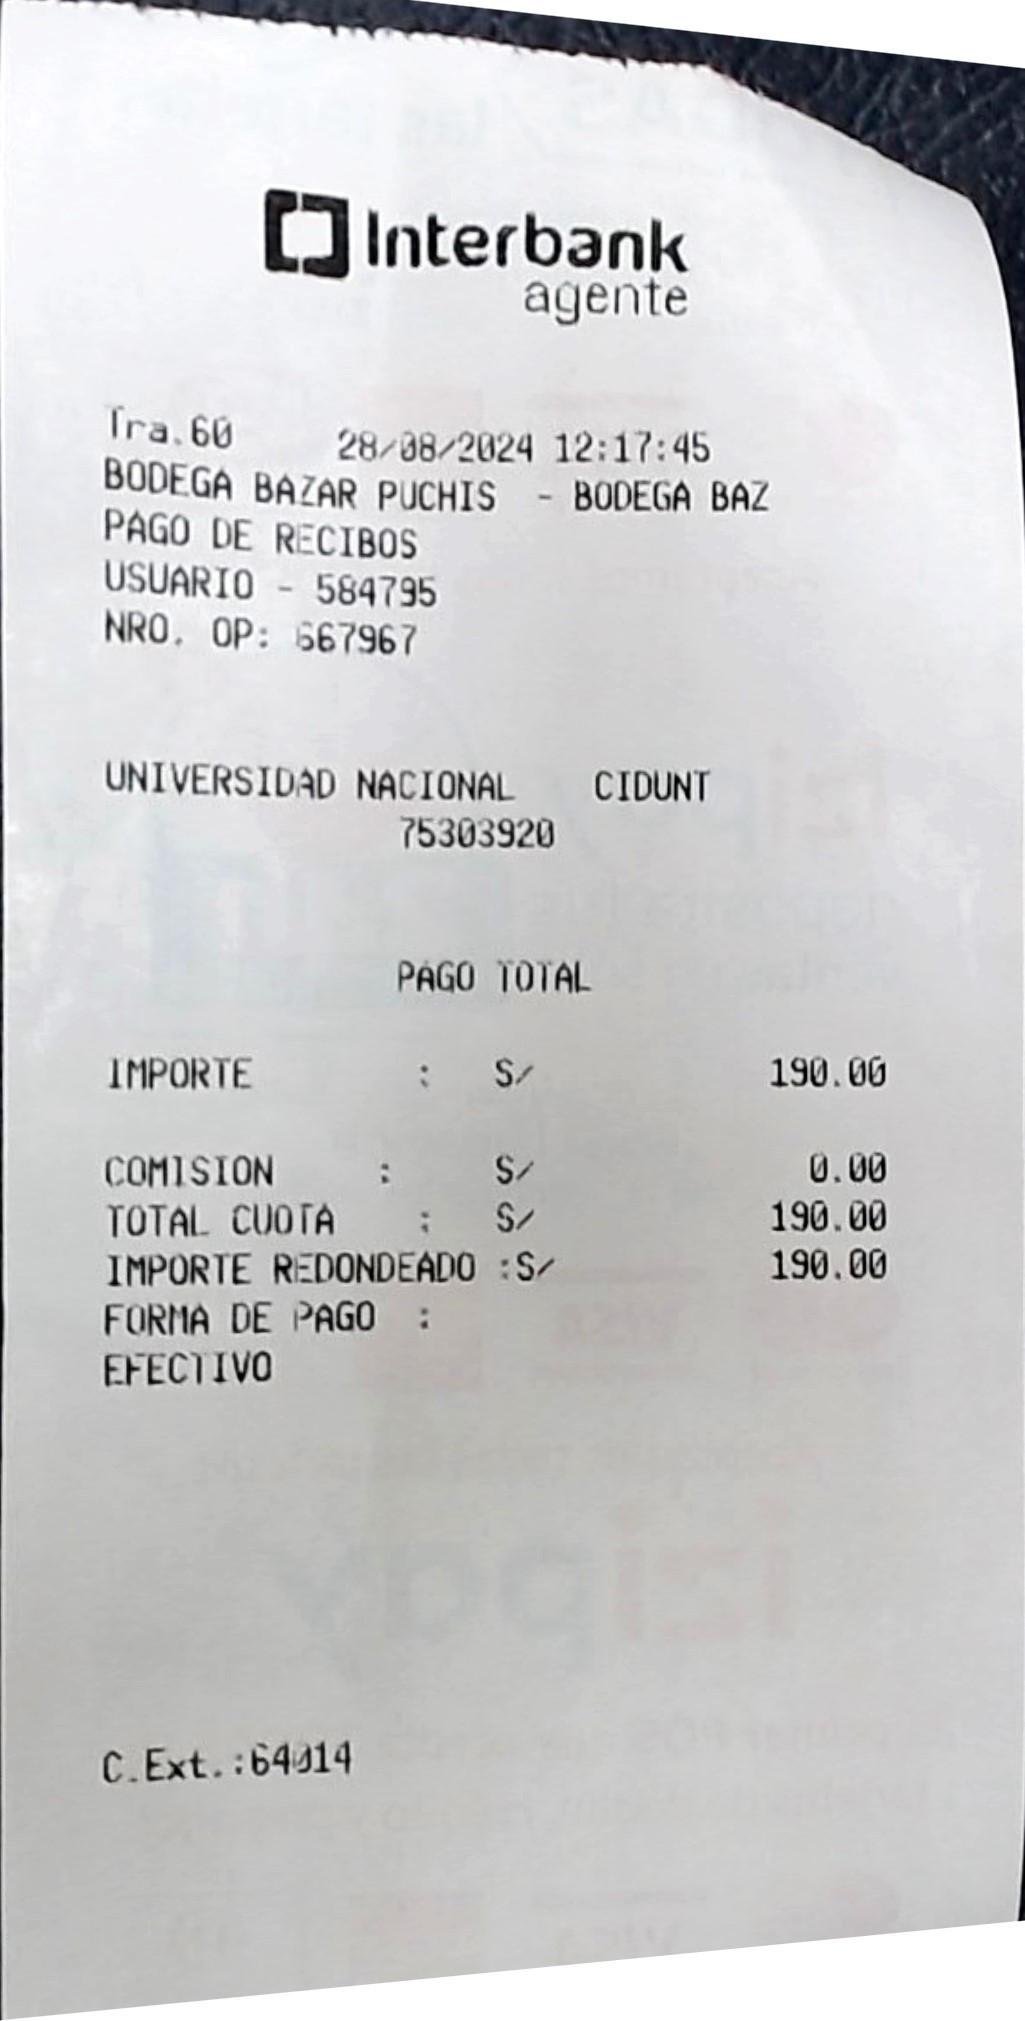 Interbank
agente
Tra.60 28/08/2024 12:17:45
BODEGA BAZAR PUCHIS - BODEGA BAZ
PAGO DE RECIBOS
USUARIO - 584795
NRO. OP: 667967
UNIVERSIDAD NACIONAL CIDUNT
75303920
PAGO TOTAL
IMPORTE : S/ 190.00
COMISION : S/ 0.00
TOTAL CUOTA : S/ 190.00
IMPORTE REDONDEADO :S/ 190.00
FORMA DE PAGO :
EFECTIVO
izipay
C.Ext.:64014